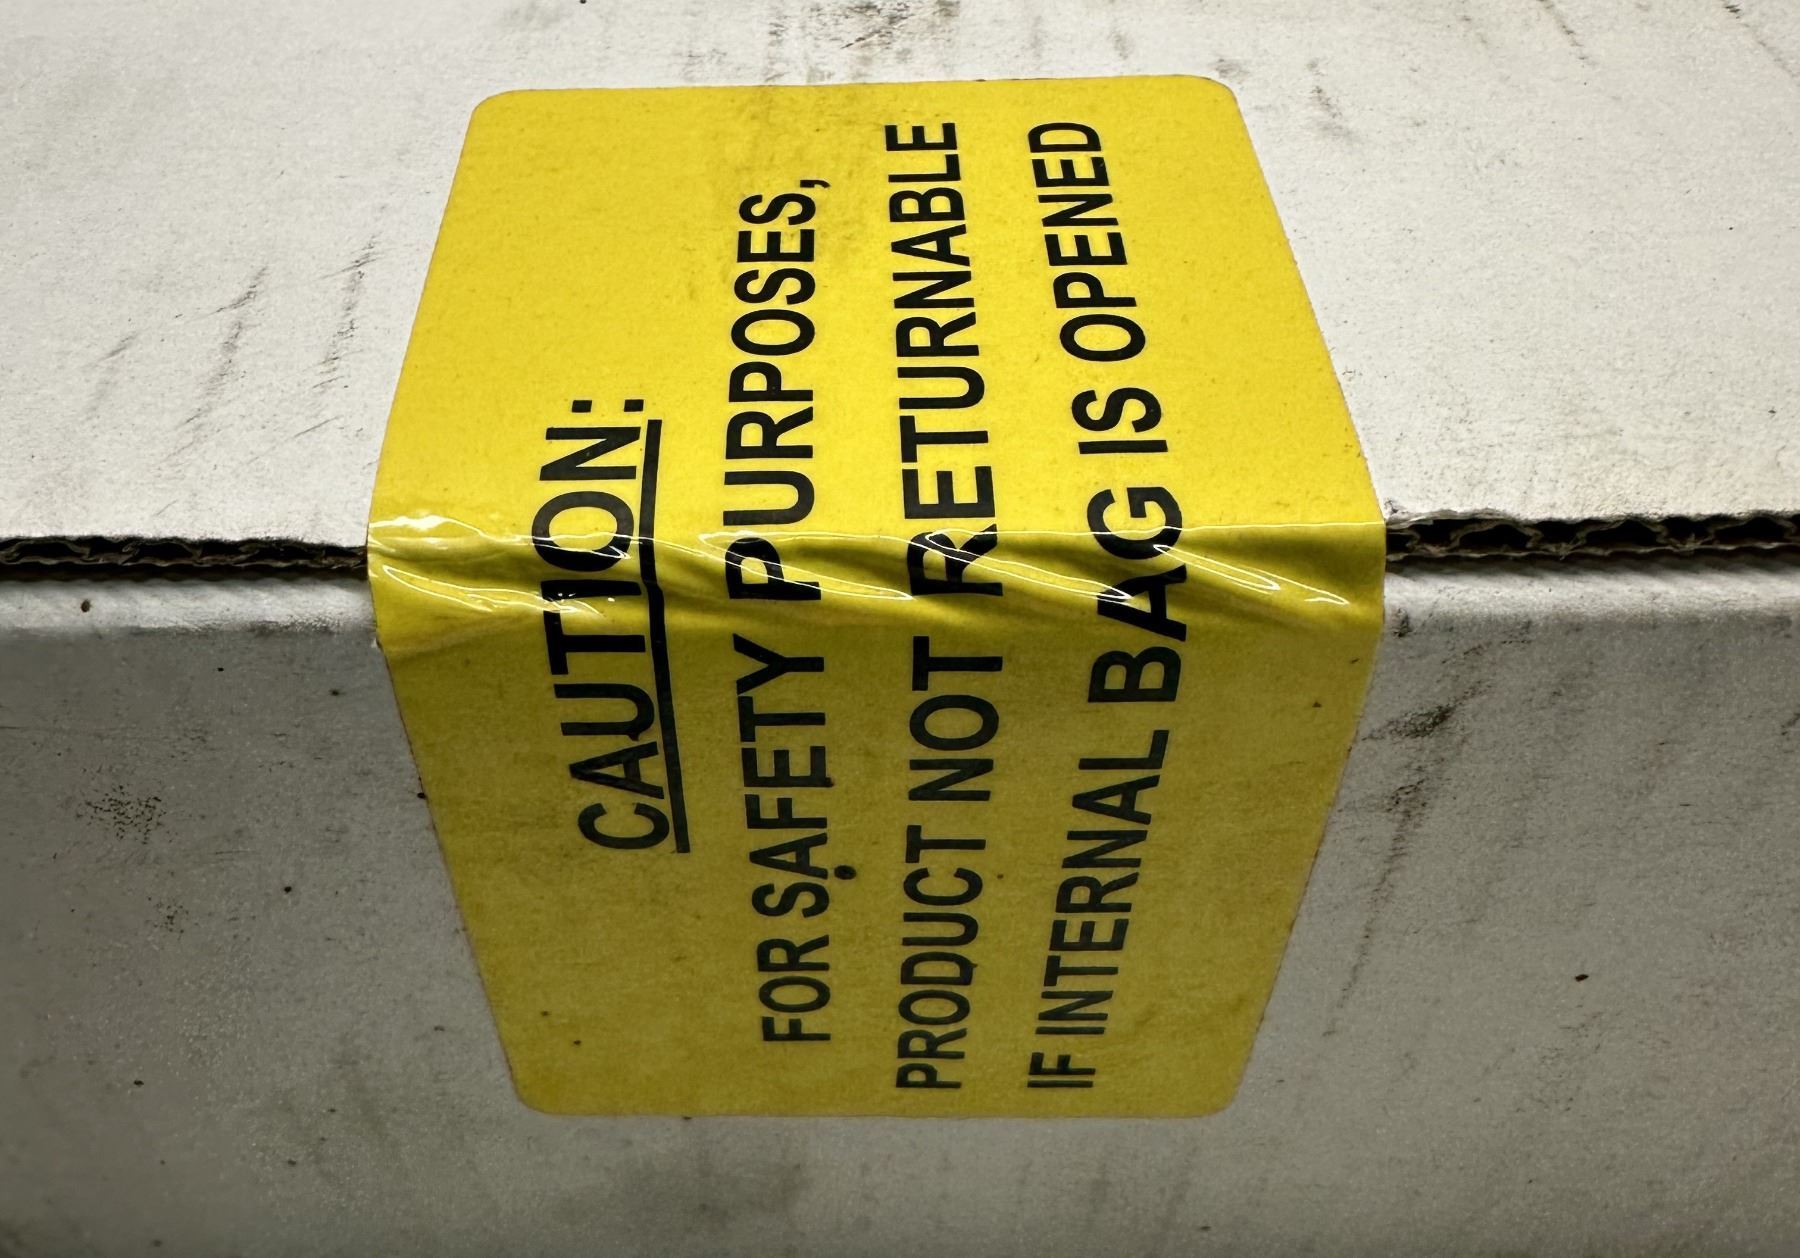 CAUTION:
FOR SAFETY PURPOSES,
PRODUCT NOT RETURNABLE
IF INTERNAL BAG IS OPENED